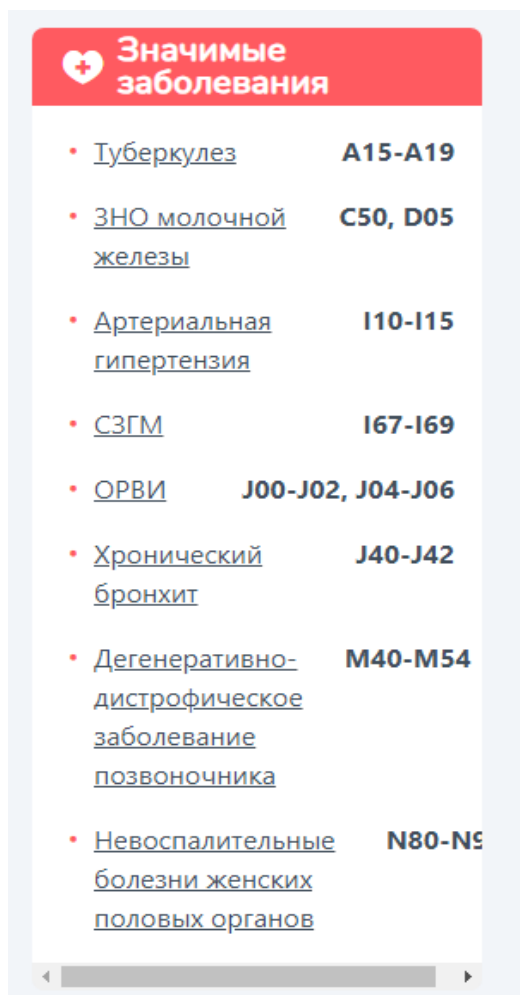 Значимые
заболевания
• Туберкулез A15-A19
• ЗНО молочной C50, D05
железы
• Артериальная I10-I15
гипертензия
• СЗГМ I67-I69
• ОРВИ J00-J02, J04-J06
• Хронический J40-J42
бронхит
• Дегенеративно- M40-M54
дистрофическое
заболевание
позвоночника
• Невоспалительные N80-N9
болезни женских
половых органов